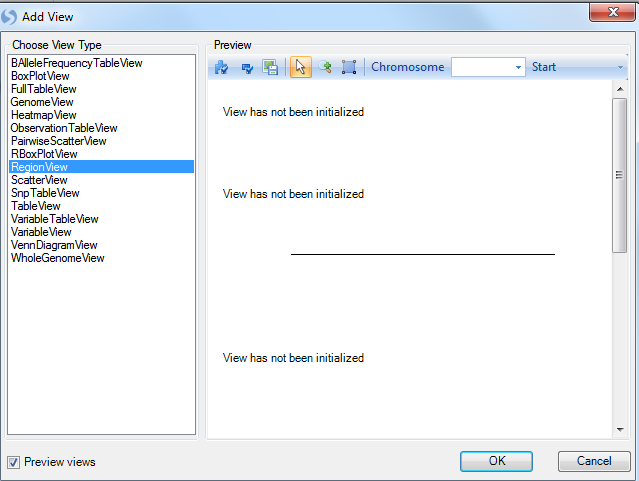 Add View
Choose View Type
BAlleleFrequencyTableView
BoxPlotView
FullTableView
GenomeView
HeatmapView
ObservationTableView
PairwiseScatterView
RBoxPlotView
RegionView
ScatterView
SnpTableView
TableView
VariableTableView
VariableView
VennDiagramView
WholeGenomeView
Preview
Chromosome Start
View has not been initialized
View has not been initialized
View has not been initialized
Preview views
OK Cancel